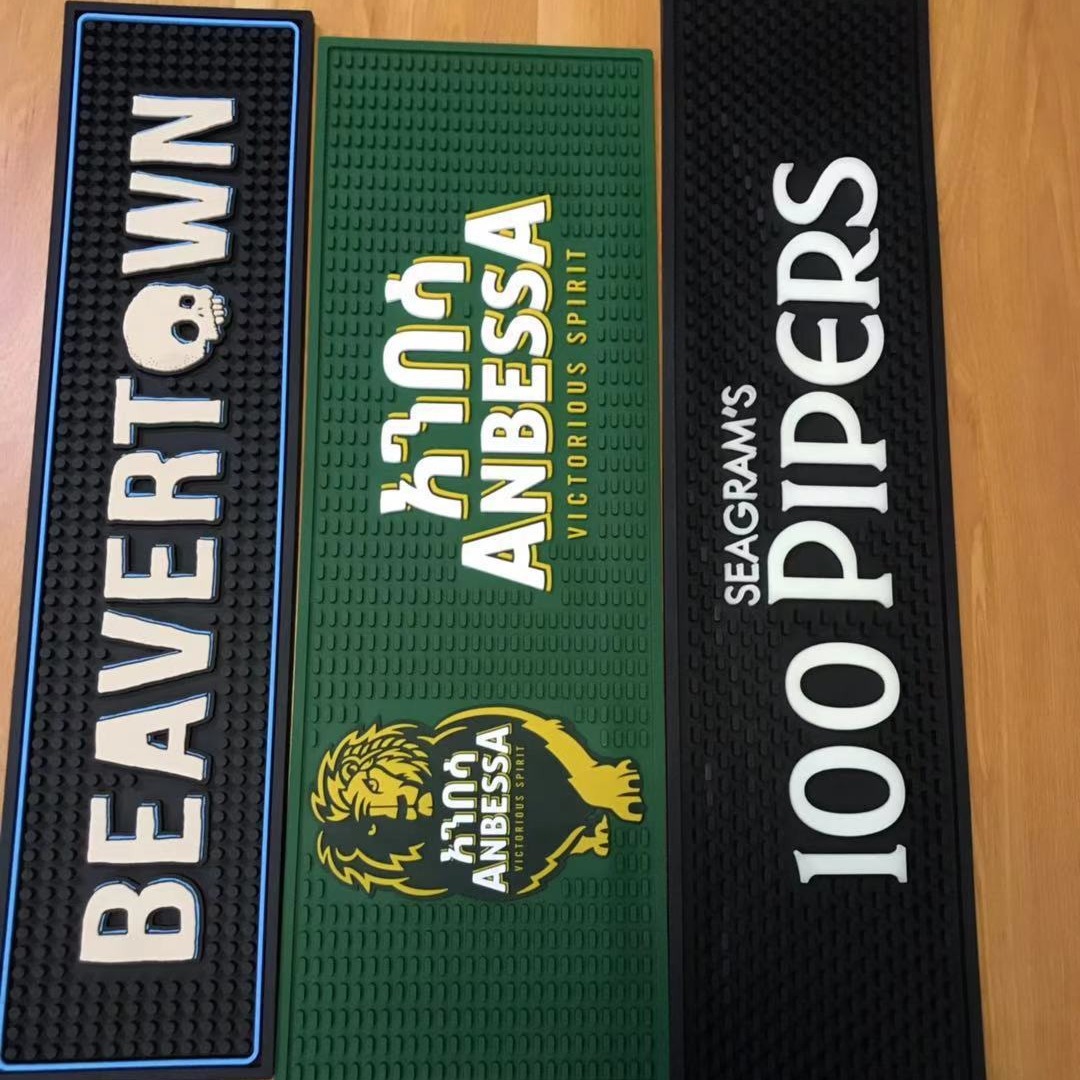 BEAVERTOWN
አንበሳ
ANBESSA
VICTORIOUS SPIRIT
አንበሳ
ANBESSA
VICTORIOUS SPIRIT
SEAGRAM'S
100 PIPERS